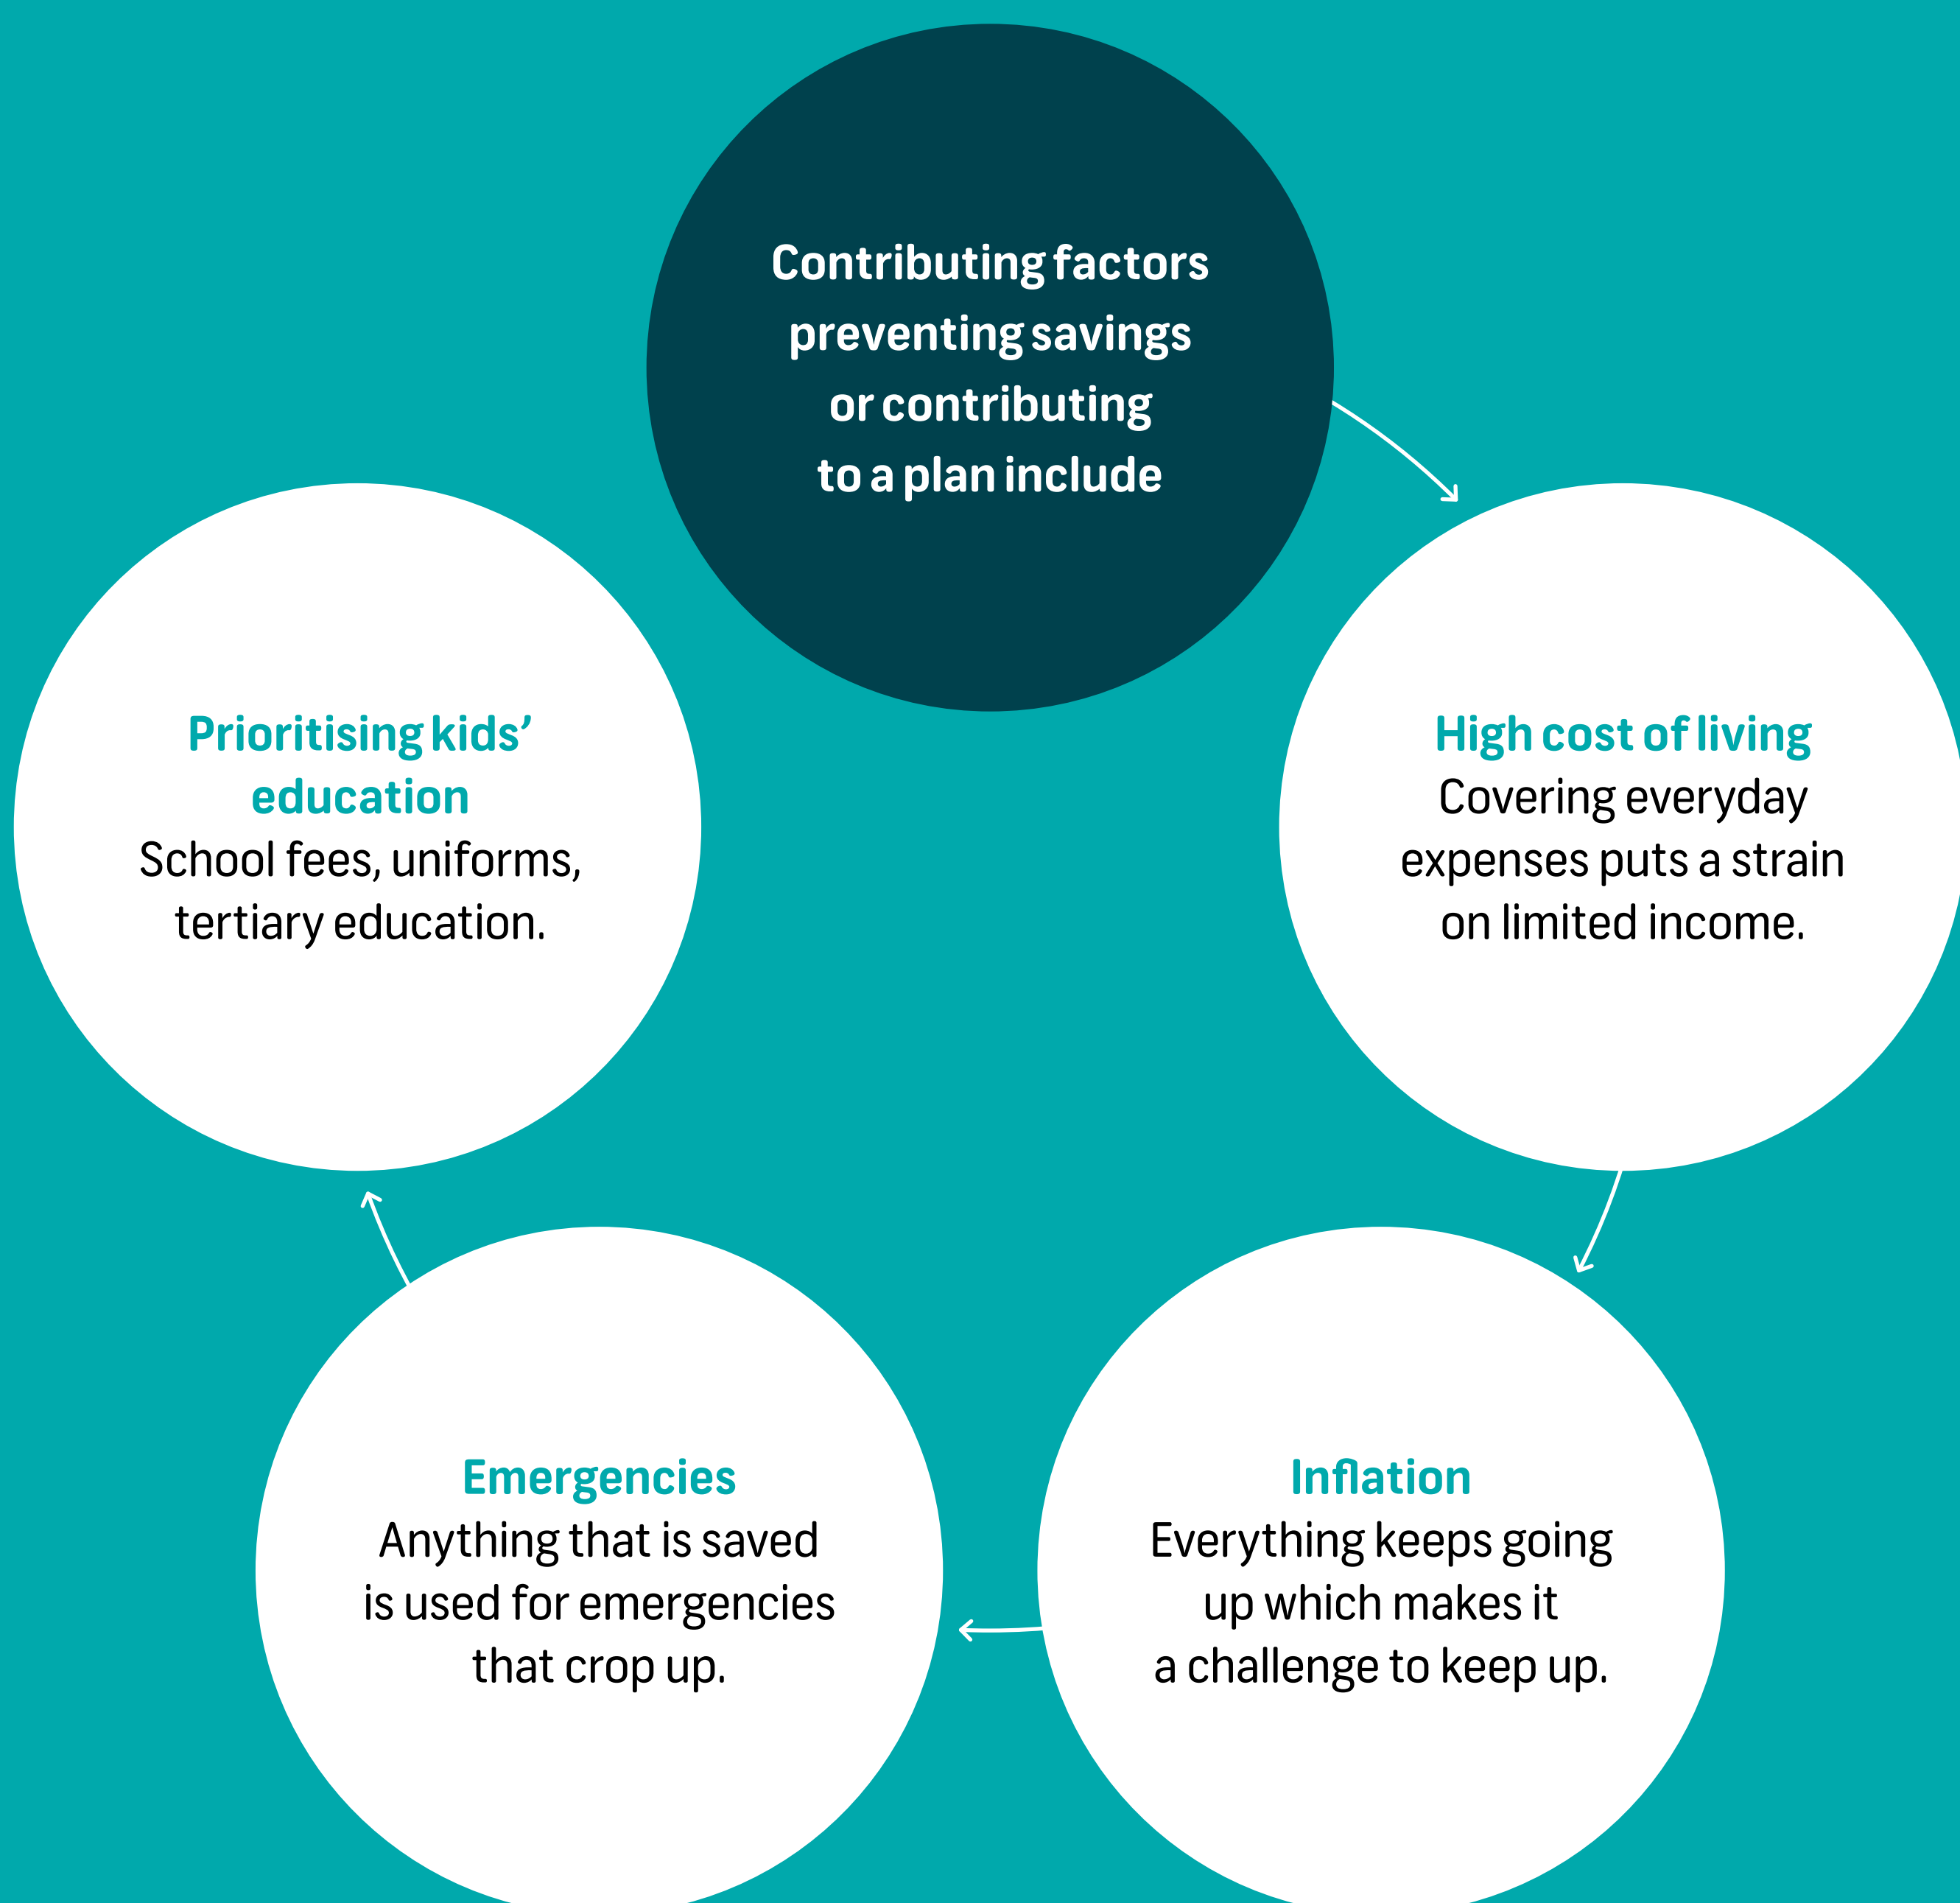 Contributing factors
preventing savings
or contributing
to a plan include
High cost of living
Covering everyday
expenses puts a strain
on limited income.
Inflation
Everything keeps going
up which makes it
a challenge to keep up.
Emergencies
Anything that is saved
is used for emergencies
that crop up.
Prioritising kids’
education
School fees, uniforms,
tertiary education.